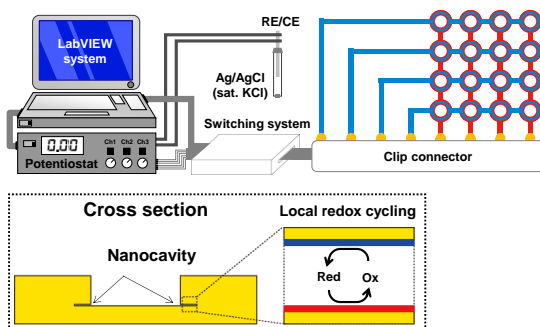 LabVIEW
system
RE/CE
Ag/AgCl
(sat. KCl)
Switching system
0.00
Ch1 Ch2 Ch3
Potentiostat
Clip connector
Cross section
Local redox cycling
Nanocavity
Red Ox